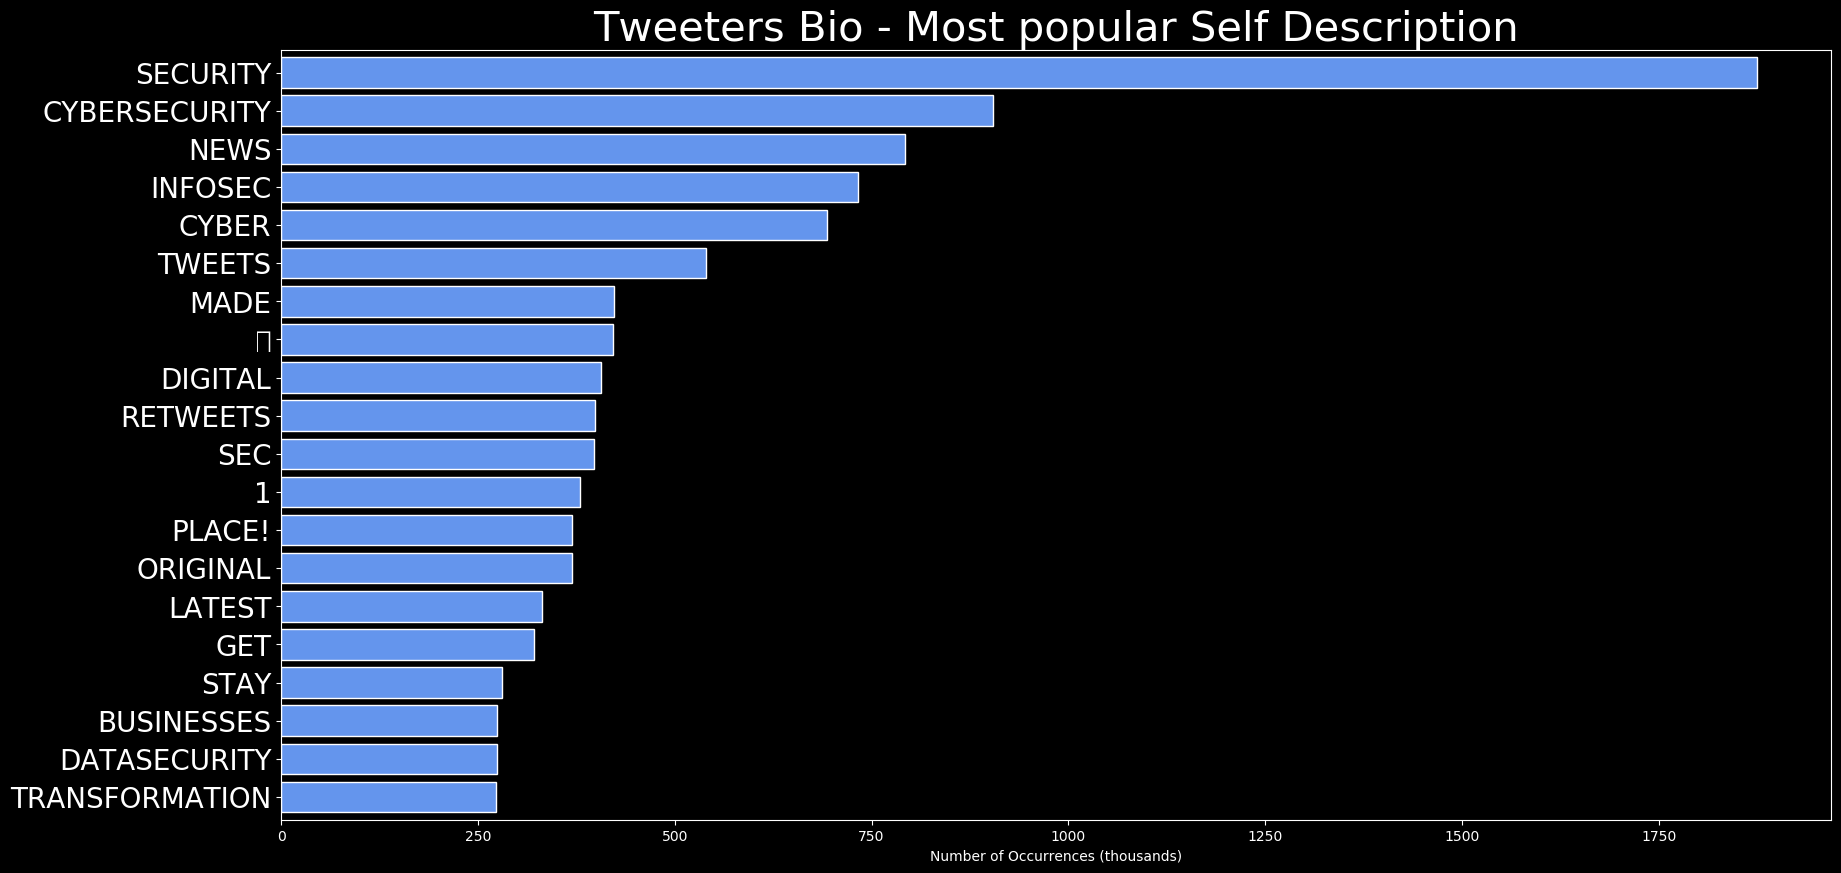 Tweeters Bio - Most popular Self Description
SECURITY
CYBERSECURITY
NEWS
INFOSEC
CYBER
TWEETS
MADE
DIGITAL
RETWEETS
SEC
1
PLACE!
ORIGINAL
LATEST
GET
STAY
BUSINESSES
DATASECURITY
TRANSFORMATION
0 250 500 750 1000 1250 1500 1750
Number of Occurrences (thousands)